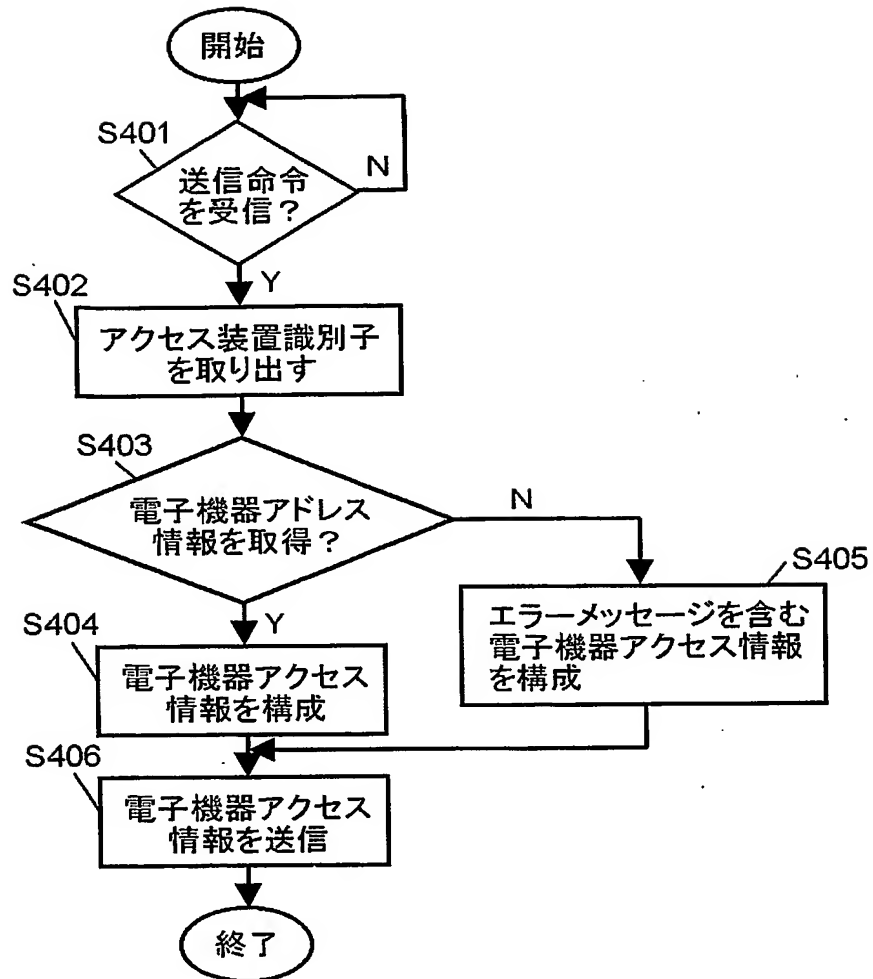 開始
S401
送信命令
を受信？
N
Y
S402
アクセス装置識別子
を取り出す
S403
電子機器アドレス
情報を取得？
N
Y
S405
エラーメッセージを含む
電子機器アクセス情報
を構成
S404
電子機器アクセス
情報を構成
S406
電子機器アクセス
情報を送信
終了